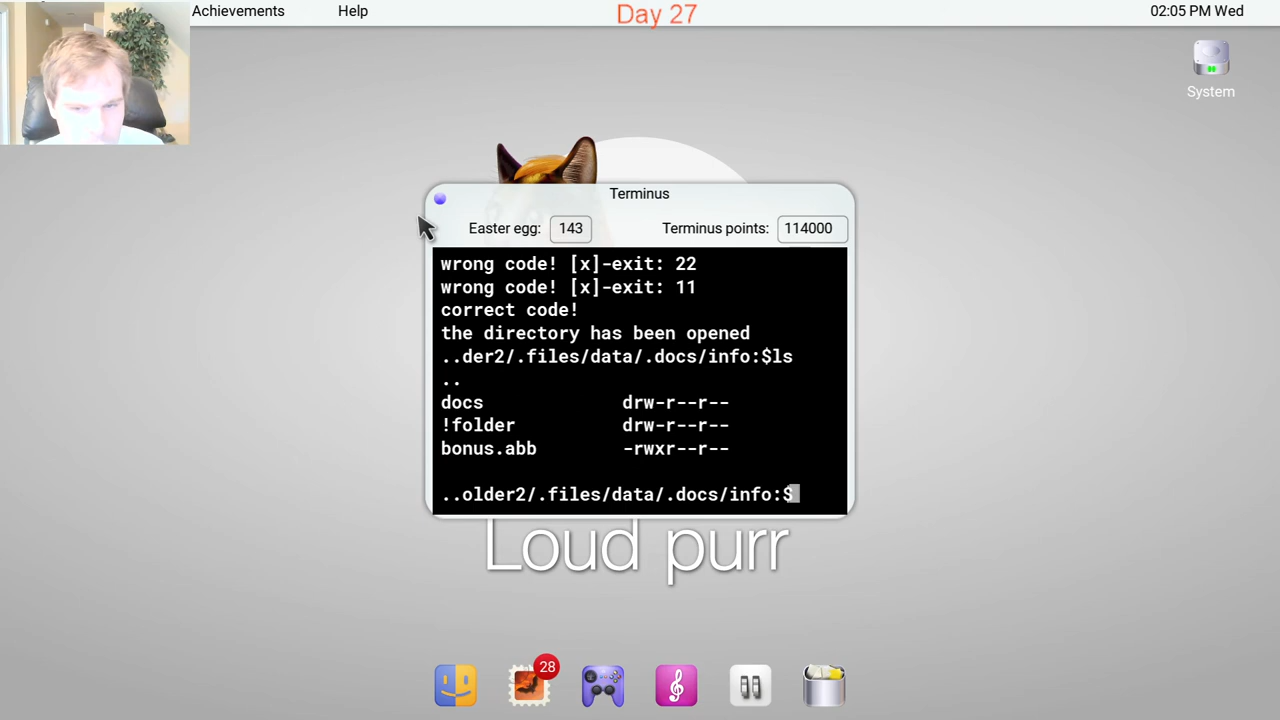 Achievements
Help
Day 27
02:05 PM Wed
System
Terminus
Easter egg: 143
Terminus points: 114000
wrong code! [x]-exit: 22
wrong code! [x]-exit: 11
correct code!
the directory has been opened
..der2/.files/data/.docs/info:$ls
..
docs drw-r--r--
!folder drw-r--r--
bonus.abb -rwxr--r--
..older2/.files/data/.docs/info:$
Loud purr
28